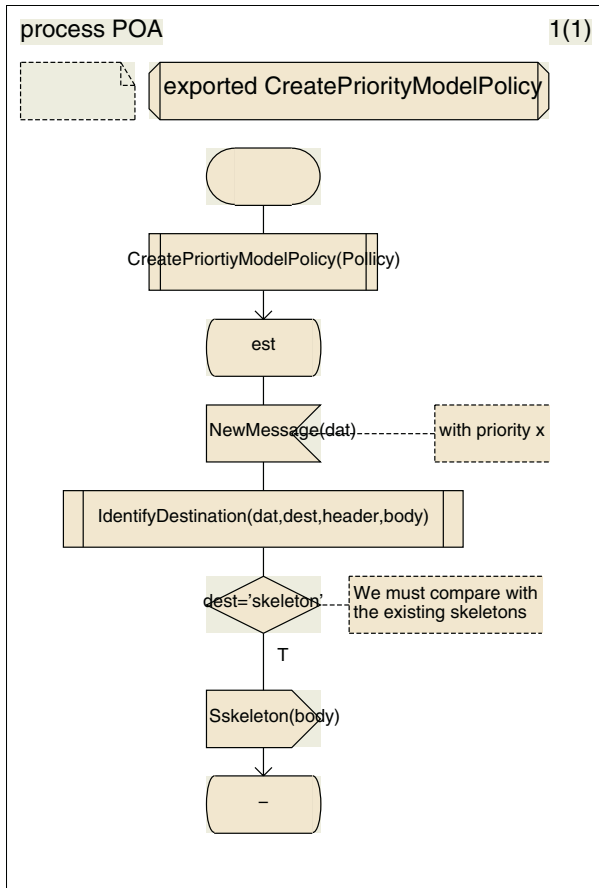 process POA
1(1)
exported CreatePriorityModelPolicy
CreatePriortiyModelPolicy(Pollicy)
est
NewMessage(dat)
with priority x
IdentifyDestination(dat,dest,header,body)
dest='skeleton'
We must compare with
the existing skeletons
T
Sskeleton(body)
–